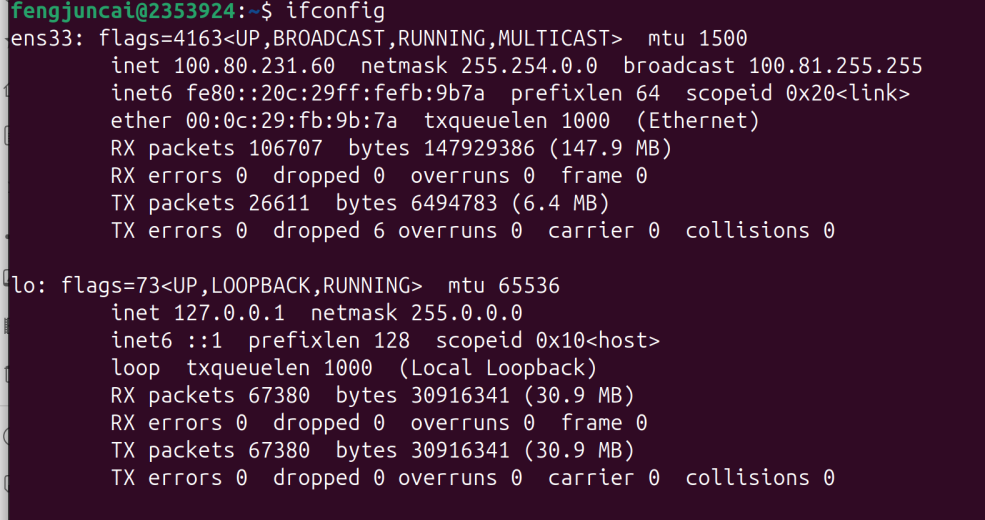 fengjuncai@2353924:~$ ifconfig
ens33: flags=4163<UP,BROADCAST,RUNNING,MULTICAST>  mtu 1500
        inet 100.80.231.60  netmask 255.254.0.0  broadcast 100.81.255.255
        inet6 fe80::20c:29ff:fefb:9b7a  prefixlen 64  scopeid 0x20<link>
        ether 00:0c:29:fb:9b:7a  txqueuelen 1000  (Ethernet)
        RX packets 106707  bytes 147929386 (147.9 MB)
        RX errors 0  dropped 0  overruns 0  frame 0
        TX packets 26611  bytes 6494783 (6.4 MB)
        TX errors 0  dropped 6 overruns 0  carrier 0  collisions 0

lo: flags=73<UP,LOOPBACK,RUNNING>  mtu 65536
        inet 127.0.0.1  netmask 255.0.0.0
        inet6 ::1  prefixlen 128  scopeid 0x10<host>
        loop  txqueuelen 1000  (Local Loopback)
        RX packets 67380  bytes 30916341 (30.9 MB)
        RX errors 0  dropped 0  overruns 0  frame 0
        TX packets 67380  bytes 30916341 (30.9 MB)
        TX errors 0  dropped 0 overruns 0  carrier 0  collisions 0